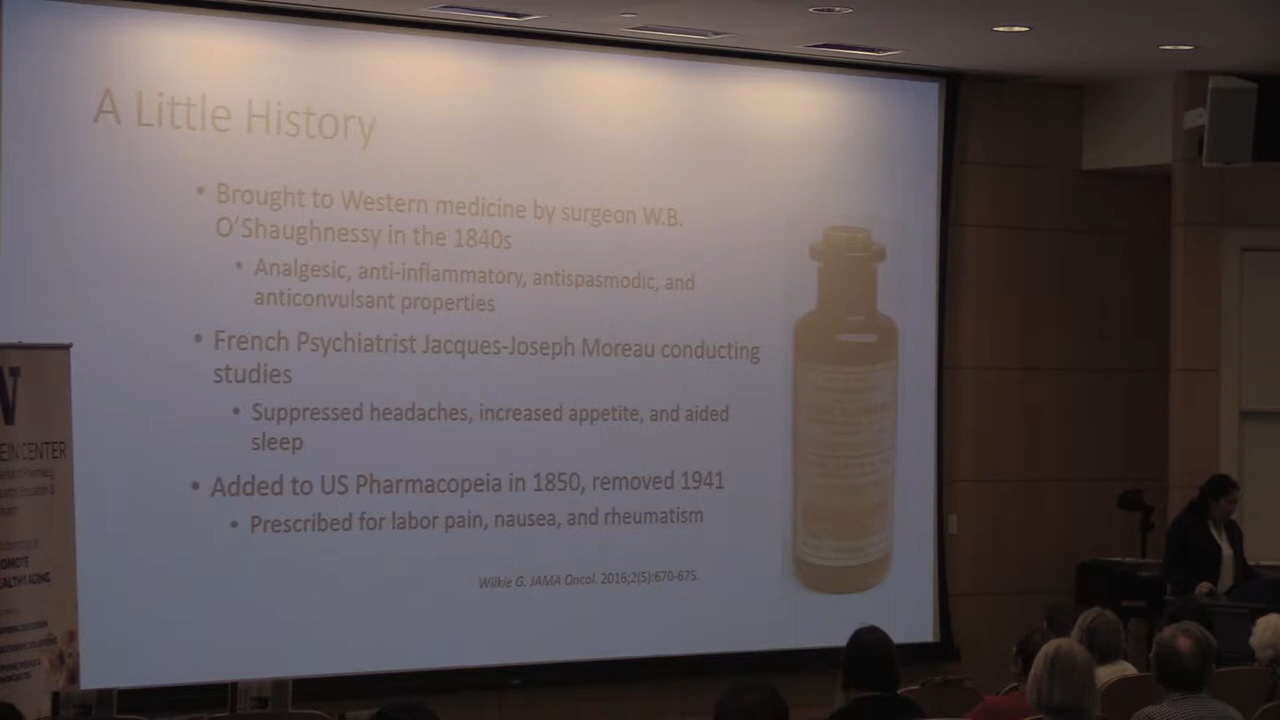 A Little History
• Brought to Western medicine by surgeon W.B.
O'Shaughnessy in the 1840s
• Analgesic, anti-inflammatory, antispasmodic, and
anticonvulsant properties
• French Psychiatrist Jacques-Joseph Moreau conducting
studies
• Suppressed headaches, increased appetite, and aided
sleep
• Added to US Pharmacopeia in 1850, removed 1941
• Prescribed for labor pain, nausea, and rheumatism
Wilkie G. JAMA Oncol. 2016;2(5):670-675.
EIN CENTER